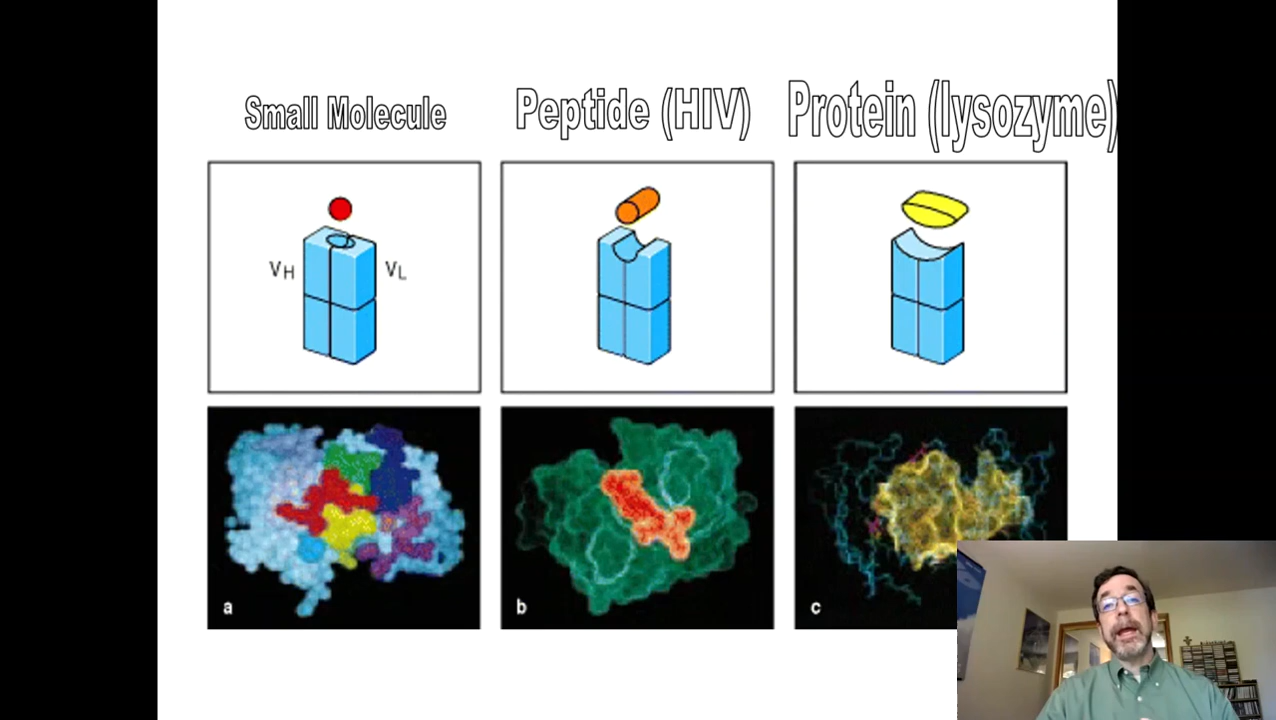 Small Molecule
Peptide (HIV)
Protein (lysozyme)
VH
VL
a
b
c